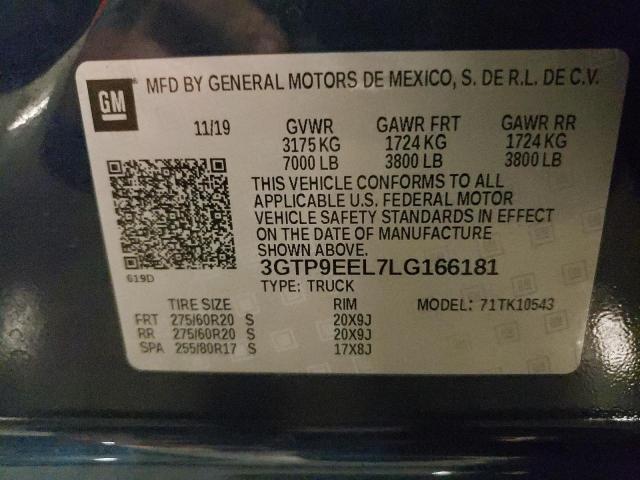 GM
MFD BY GENERAL MOTORS DE MEXICO, S. DE R.L. DE C.V.
11/19 GVWR GAWR FRT GAWR RR
3175 KG 1724 KG 1724 KG
7000 LB 3800 LB 3800 LB
THIS VEHICLE CONFORMS TO ALL
APPLICABLE U.S. FEDERAL MOTOR
VEHICLE SAFETY STANDARDS IN EFFECT
ON THE DATE OF MANUFACTURE
SHOWN ABOVE.
619D
3GTP9EEL7LG166181
TYPE: TRUCK
TIRE SIZE RIM MODEL: 71TK10543
FRT 275/60R20 S 20X9J
RR 275/60R20 S 20X9J
SPA 255/80R17 S 17X8J